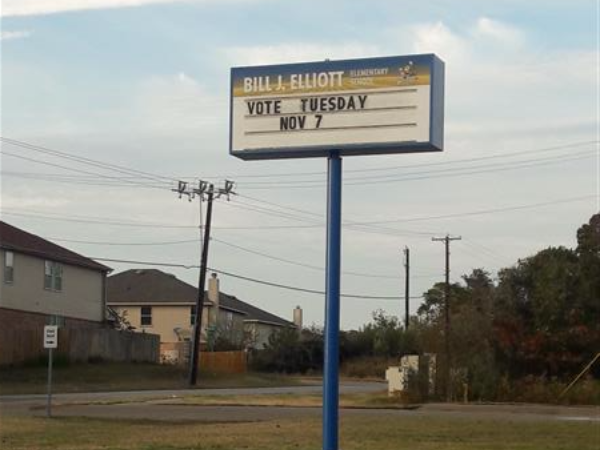 BILL J. ELLIOTT ELEMENTARY SCHOOL
VOTE TUESDAY
NOV 7